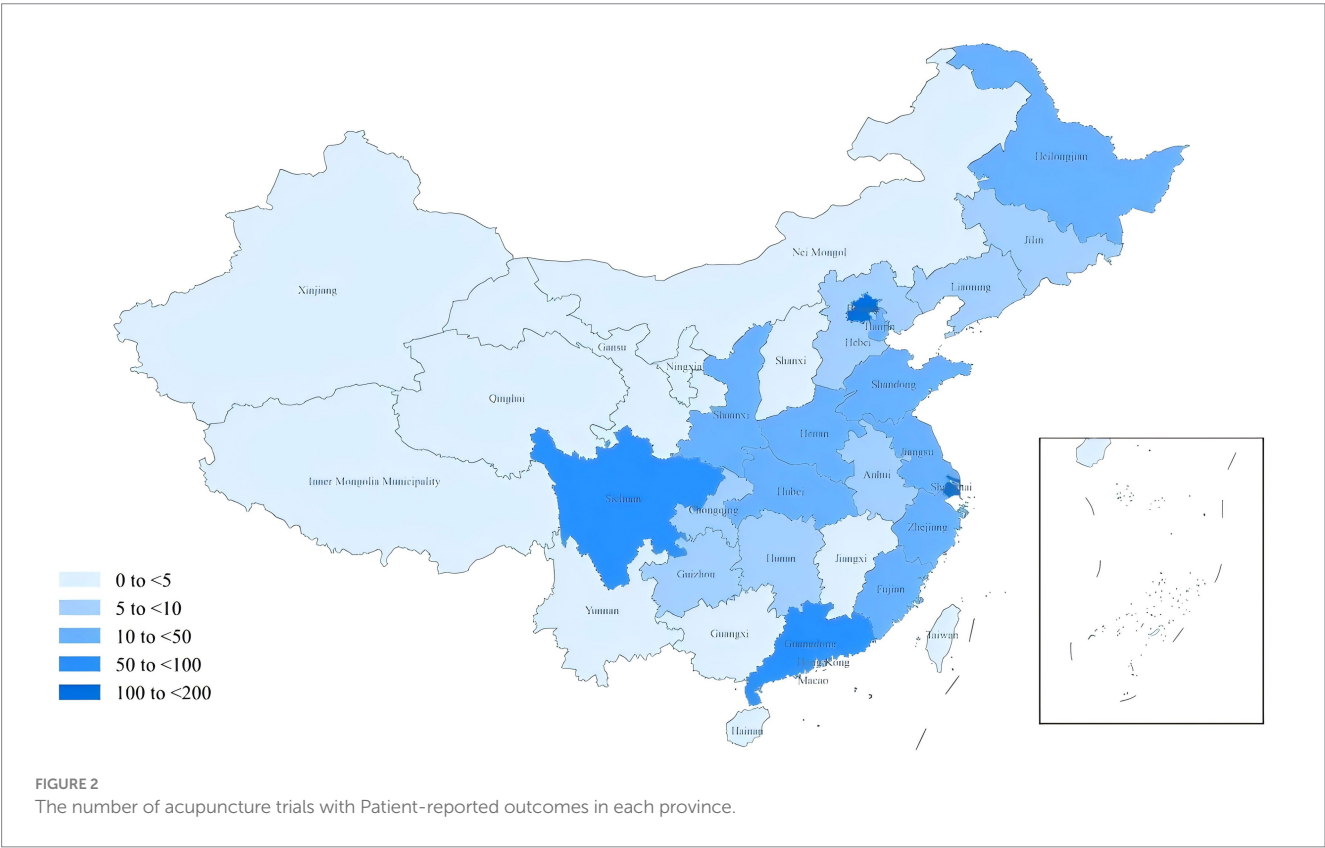 Heilongjian
Jilin
Nei Mongol
Liaoning
Xinjiang
Tianjin
Hebei
Gansu
Shanxi
Ningxia
Shandong
Qinghai
Shaanxi
Henan
Jiangsu
Anhui
Inner Mongolia Municipality
Sichuan
Hubei
Shanghai
Chongqing
Zhejiang
Hunan
Jiangxi
Guizhou
Fujian
Yunnan
Guangxi
Taiwan
Guangdong
Hong Kong
Macao
Hainan
0 to <5
5 to <10
10 to <50
50 to <100
100 to <200
FIGURE 2
The number of acupuncture trials with Patient-reported outcomes in each province.